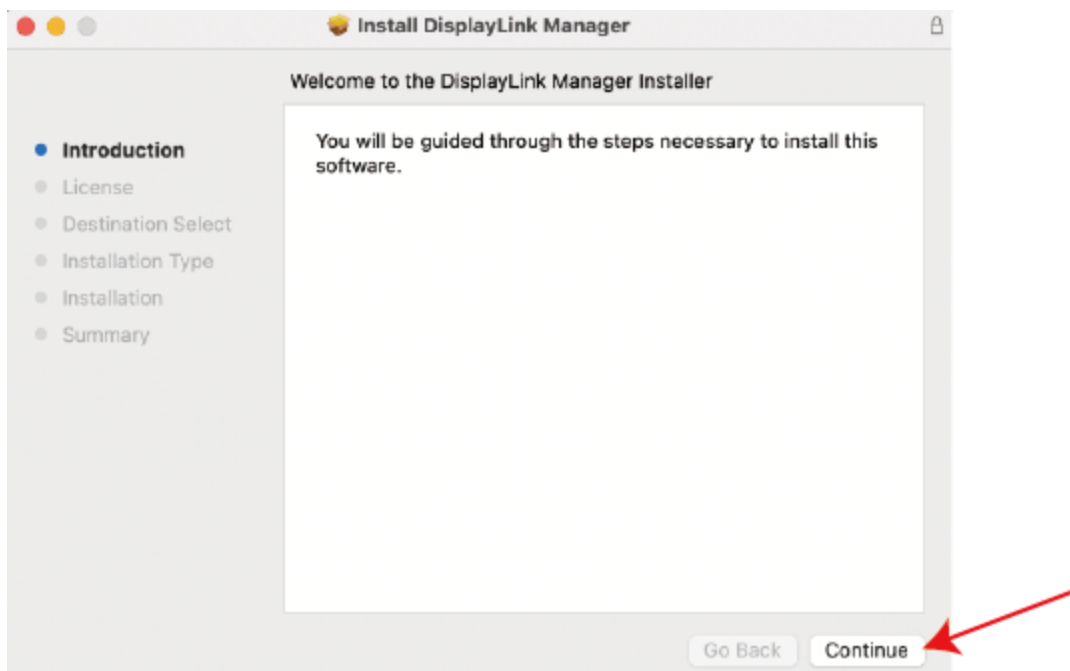 Install DisplayLink Manager
Welcome to the DisplayLink Manager Installer
You will be guided through the steps necessary to install this
software.
Introduction
License
Destination Select
Installation Type
Installation
Summary
Go Back
Continue